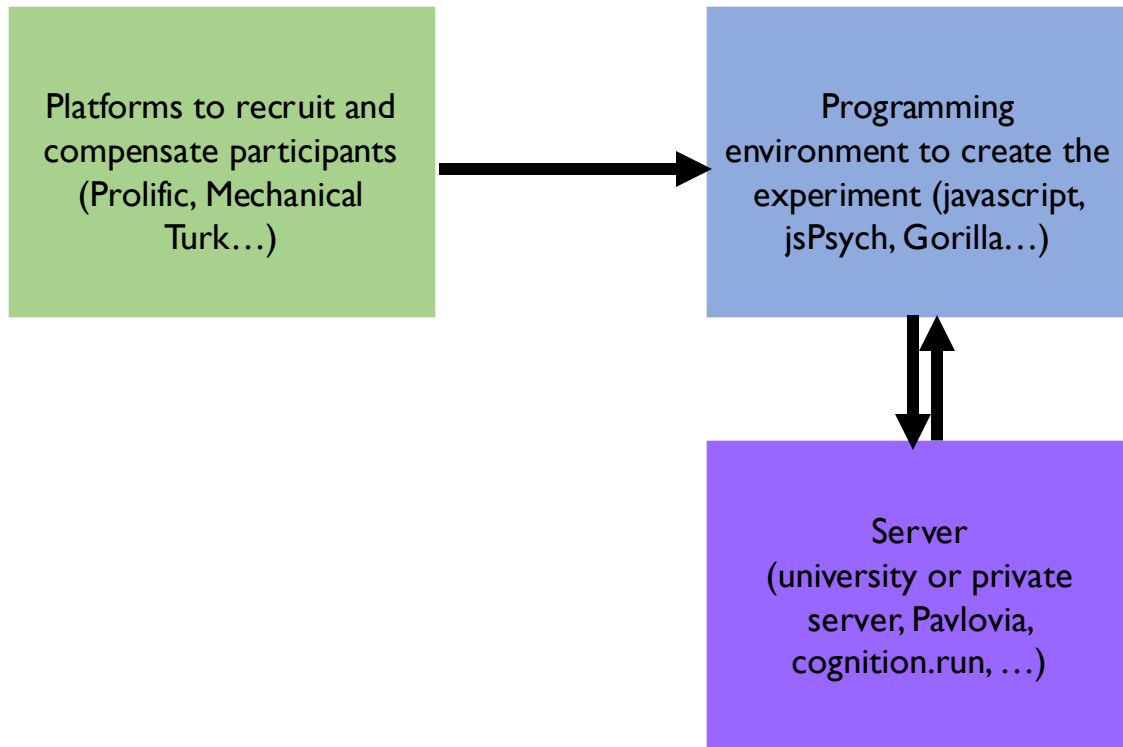 Platforms to recruit and
compensate participants
(Prolific, Mechanical
Turk…)
Programming
environment to create the
experiment (javascript,
jsPsych, Gorilla…)
Server
(university or private
server, Pavlovia,
cognition.run, …)